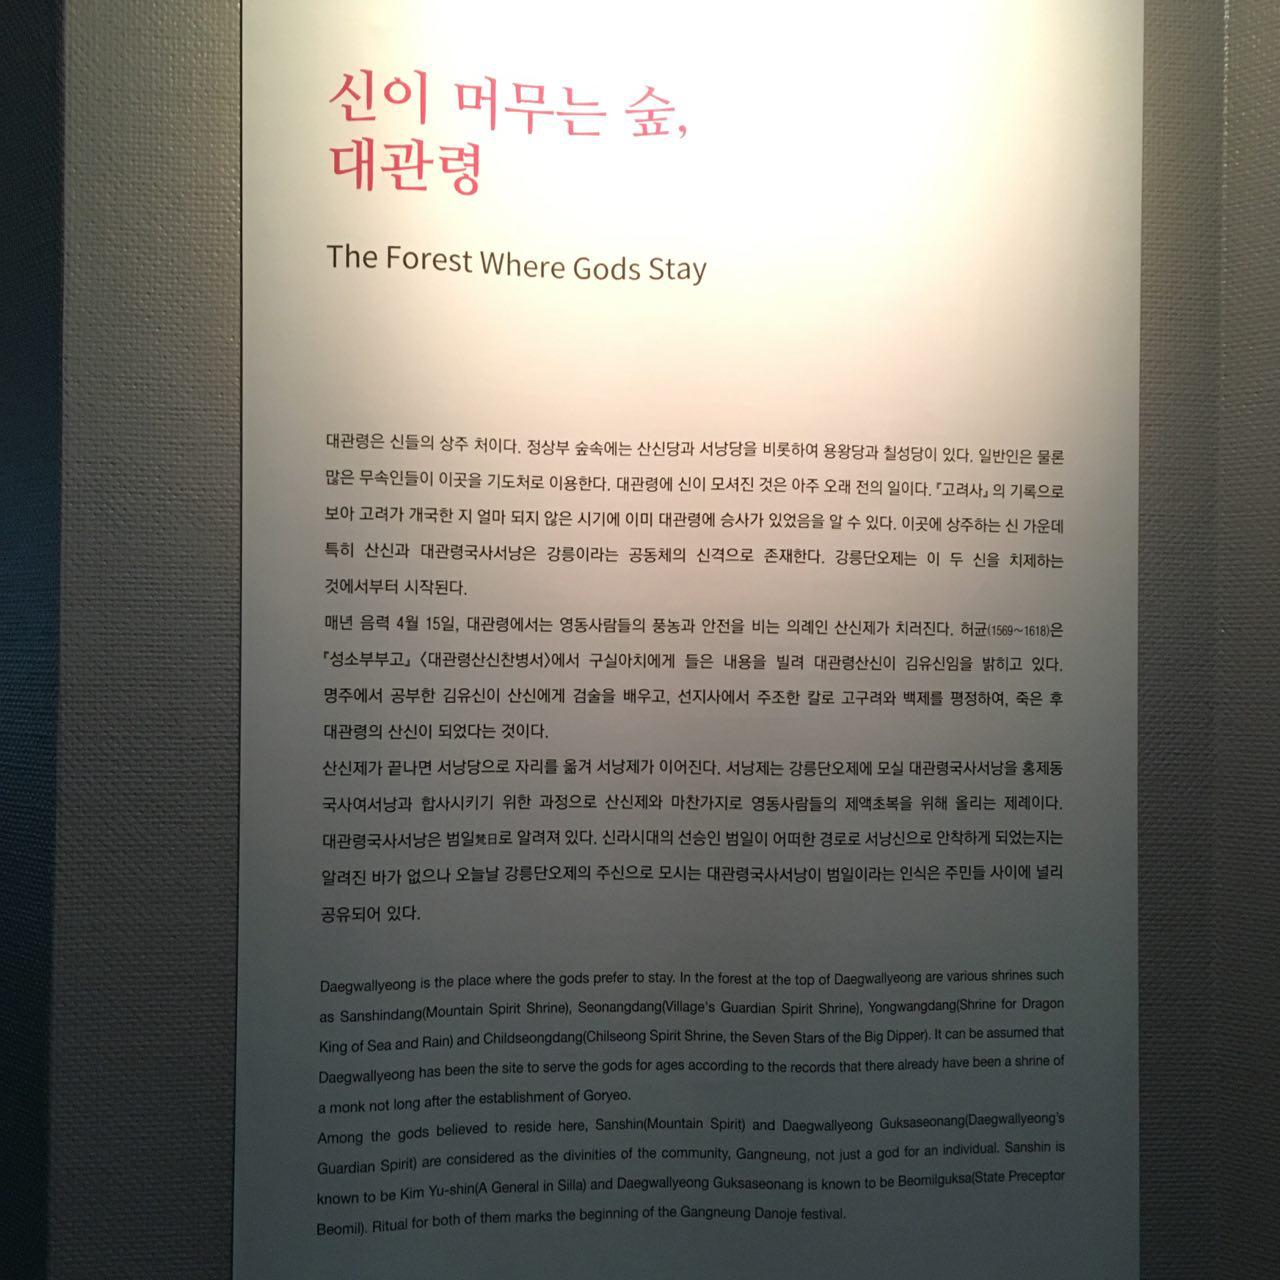 신이 머무는 숲,
대관령
The Forest Where Gods Stay
대관령은 신들의 상주 처이다. 정상부 숲속에는 산신당과 서낭당을 비롯하여 용왕당과 칠성당이 있다. 일반인은 물론
많은 무속인들이 이곳을 기도처로 이용한다. 대관령에 신이 모셔진 것은 아주 오래 전의 일이다. 『고려사』의 기록으로
보아 고려가 개국한 지 얼마 되지 않은 시기에 이미 대관령에 승사가 있었음을 알 수 있다. 이곳에 상주하는 신 가운데
특히 산신과 대관령국사서낭은 강릉이라는 공동체의 신격으로 존재한다. 강릉단오제는 이 두 신을 치제하는
것에서부터 시작된다.
매년 음력 4월 15일, 대관령에서는 영동사람들의 풍농과 안전을 비는 의례인 산신제가 치러진다. 허균(1569~1618)은
『성소부부고』 〈대관령산신찬병서〉에서 구실아치에게 들은 내용을 빌려 대관령산신이 김유신임을 밝히고 있다.
명주에서 공부한 김유신이 산신에게 검술을 배우고, 선지사에서 주조한 칼로 고구려와 백제를 평정하여, 죽은 후
대관령의 산신이 되었다는 것이다.
산신제가 끝나면 서낭당으로 자리를 옮겨 서낭제가 이어진다. 서낭제는 강릉단오제에 모실 대관령국사서낭을 홍제동
국사여서낭과 합사시키기 위한 과정으로 산신제와 마찬가지로 영동사람들의 제액초복을 위해 올리는 제례이다.
대관령국사서낭은 범일梵日로 알려져 있다. 신라시대의 선승인 범일이 어떠한 경로로 서낭신으로 안착하게 되었는지는
알려진 바가 없으나 오늘날 강릉단오제의 주신으로 모시는 대관령국사서낭이 범일이라는 인식은 주민들 사이에 널리
공유되어 있다.
Daegwallyeong is the place where the gods prefer to stay. In the forest at the top of Daegwallyeong are various shrines such
as Sanshindang(Mountain Spirit Shrine), Seonangdang(Village's Guardian Spirit Shrine), Yongwangdang(Shrine for Dragon
King of Sea and Rain) and Childseongdang(Chilseong Spirit Shrine, the Seven Stars of the Big Dipper). It can be assumed that
Daegwallyeong has been the site to serve the gods for ages according to the records that there already have been a shrine of
a monk not long after the establishment of Goryeo.
Among the gods believed to reside here, Sanshin(Mountain Spirit) and Daegwallyeong Guksaseonang(Daegwallyeong's
Guardian Spirit) are considered as the divinities of the community, Gangneung, not just a god for an individual. Sanshin is
known to be Kim Yu-shin(A General in Silla) and Daegwallyeong Guksaseonang is known to be Beomilguksa(State Preceptor
Beomil). Ritual for both of them marks the beginning of the Gangneung Danoje festival.